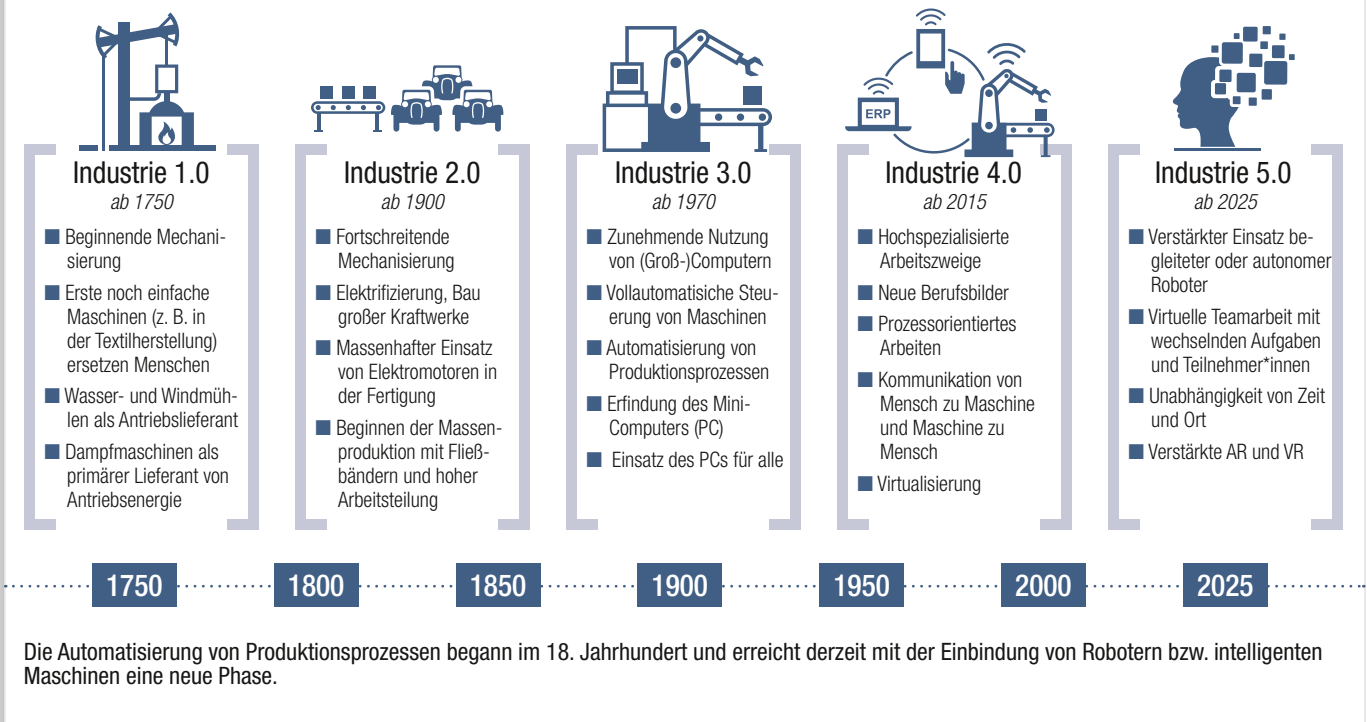 ERP
Industrie 1.0
ab 1750
Beginnende Mechani-
sierung
Erste noch einfache
Maschinen (z. B. in
der Textilherstellung)
ersetzen Menschen
Wasser- und Windmüh-
len als Antriebslieferant
Dampfmaschinen als
primärer Lieferant von
Antriebsenergie
Industrie 2.0
ab 1900
Fortschreitende
Mechanisierung
Elektrifizierung, Bau
großer Kraftwerke
Massenhafter Einsatz
von Elektromotoren in
der Fertigung
Beginnen der Massen-
produktion mit Fließ-
bändern und hoher
Arbeitsteilung
Industrie 3.0
ab 1970
Zunehmende Nutzung
von (Groß-)Computern
Vollautomatisiche Steu-
erung von Maschinen
Automatisierung von
Produktionsprozessen
Erfindung des Mini-
Computers (PC)
Einsatz des PCs für alle
Industrie 4.0
ab 2015
Hochspezialisierte
Arbeitszweige
Neue Berufsbilder
Prozessorientiertes
Arbeiten
Kommunikation von
Mensch zu Maschine
und Maschine zu
Mensch
Virtualisierung
Industrie 5.0
ab 2025
Verstärkter Einsatz be-
gleiteter oder autonomer
Roboter
Virtuelle Teamarbeit mit
wechselnden Aufgaben
und Teilnehmer*innen
Unabhängigkeit von Zeit
und Ort
Verstärkte AR und VR
1750 1800 1850 1900 1950 2000 2025
Die Automatisierung von Produktionsprozessen begann im 18. Jahrhundert und erreicht derzeit mit der Einbindung von Robotern bzw. intelligenten
Maschinen eine neue Phase.